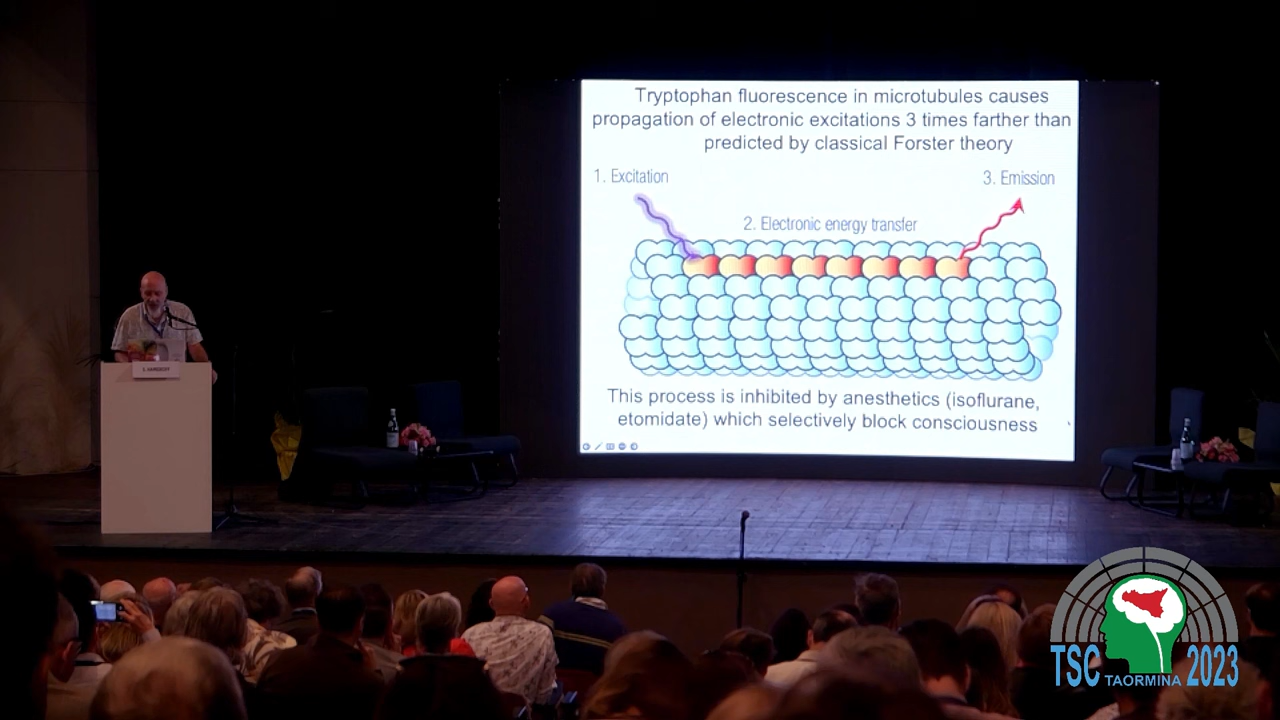 Tryptophan fluorescence in microtubules causes
propagation of electronic excitations 3 times farther than
predicted by classical Forster theory
1. Excitation
3. Emission
2. Electronic energy transfer
This process is inhibited by anesthetics (isoflurane,
etomidate) which selectively block consciousness
S. HAMEROFF
TSC TAORMINA 2023